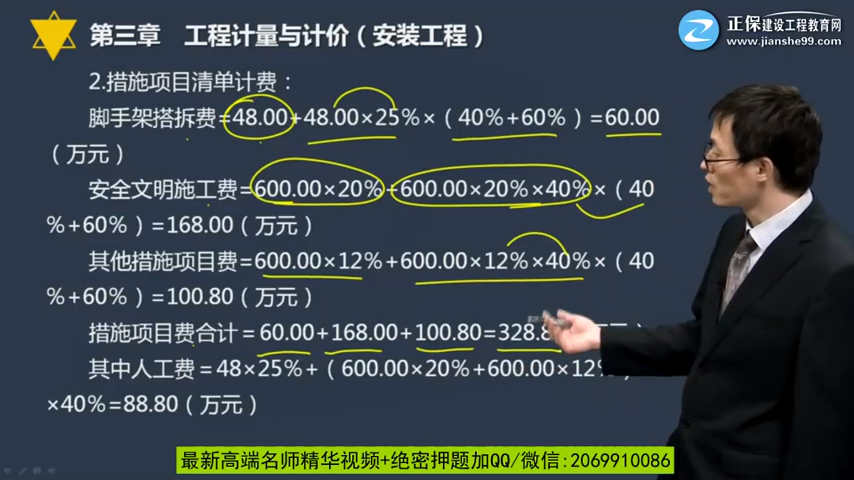 第三章　工程计量与计价（安装工程）
正保建设工程教育网
www.jianshe99.com
2.措施项目清单计费：
脚手架搭拆费=48.00+48.00×25%×（40%+60%）=60.00
（万元）
安全文明施工费=600.00×20%+600.00×20%×40%×（40
%+60%）=168.00（万元）
其他措施项目费=600.00×12%+600.00×12%×40%×（40
%+60%）=100.80（万元）
措施项目费合计＝60.00+168.00+100.80=328.8
其中人工费＝48×25%+（600.00×20%+600.00×12%）
×40%=88.80（万元）
最新高端名师精华视频+绝密押题加QQ/微信:2069910086